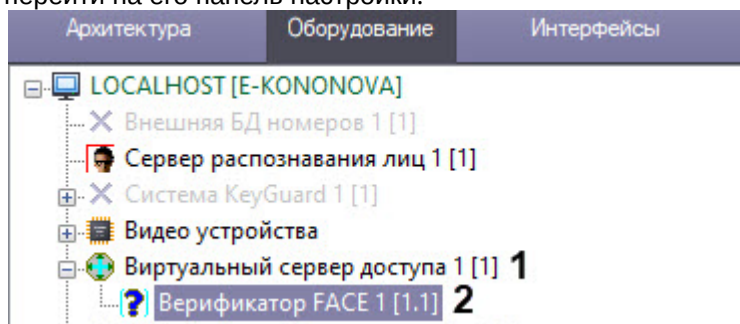 перейти на его панель настройки.
Архитектура Оборудование Интерфейсы
LOCALHOST [E-KONONOVA]
Внешняя БД номеров 1 [1]
Сервер распознавания лиц 1 [1]
Система KeyGuard 1 [1]
Видео устройства
Виртуальный сервер доступа 1 [1] 1
Верификатор FACE 1 [1.1] 2